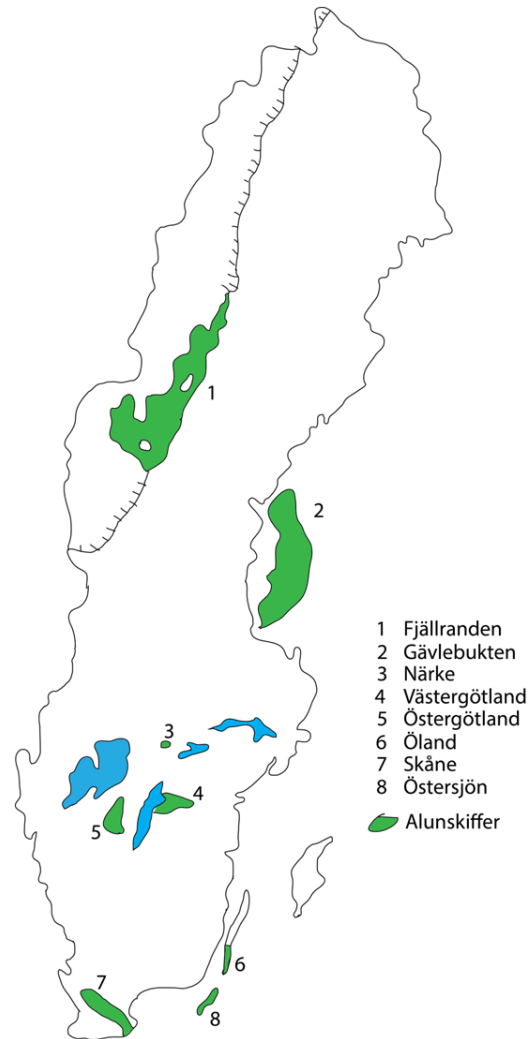 1
2
3
4
5
6
7
8
1 Fjällranden
2 Gävlebukten
3 Närke
4 Västergötland
5 Östergötland
6 Öland
7 Skåne
8 Östersjön
Alunskiffer